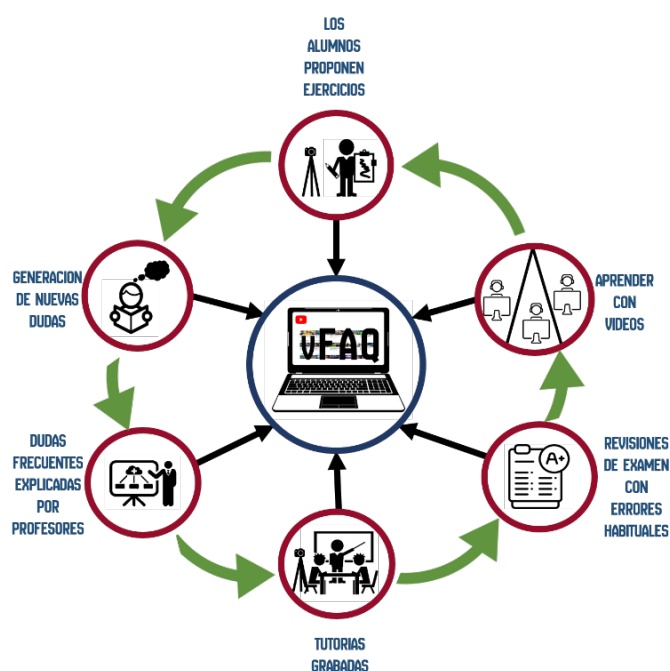 LOS
ALUMNOS
PROPONEN
EJERCICIOS
GENERACION
DE NUEVAS
DUDAS
APRENDER
CON
VIDEOS
vFAQ
DUDAS
FRECUENTES
EXPLICADAS
POR
PROFESORES
REVISIONES
DE EXAMEN
CON
ERRORES
HABITUALES
A+
TUTORIAS
GRABADAS